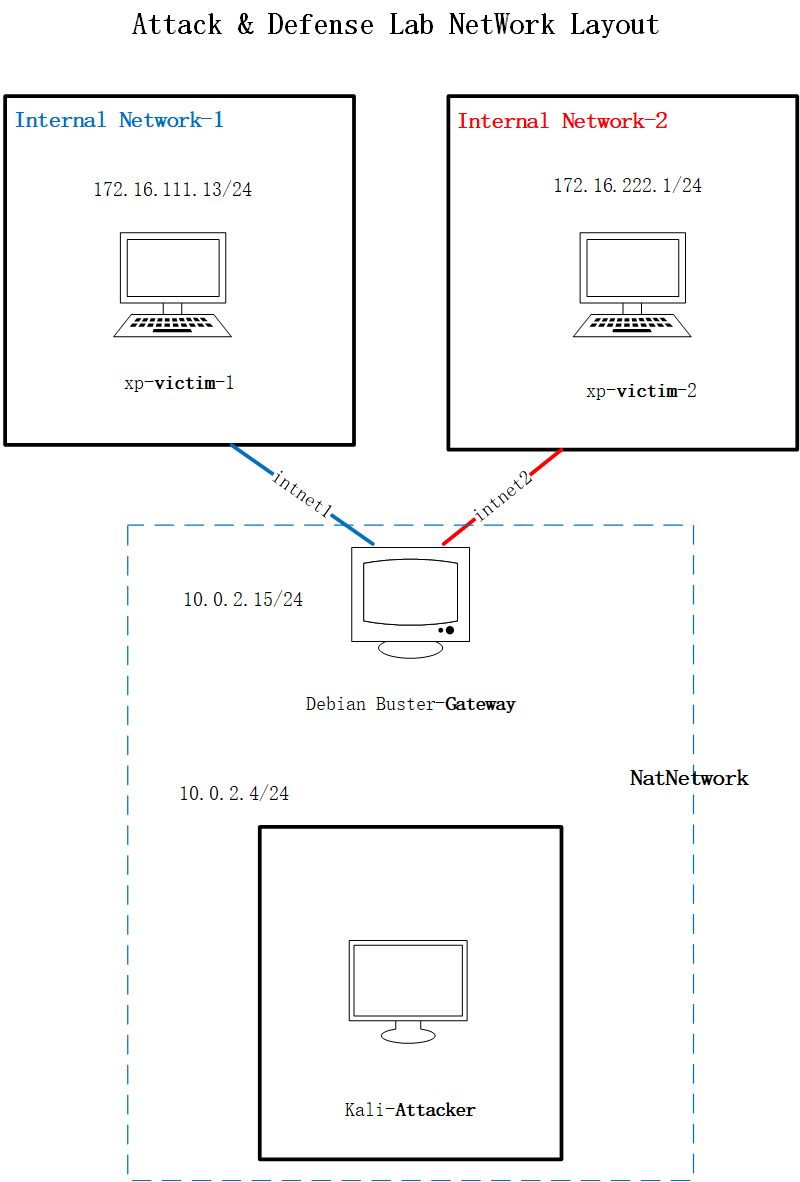 Attack & Defense Lab NetWork Layout
Internal Network-1
172.16.111.13/24
xp-victim-1
Internal Network-2
172.16.222.1/24
xp-victim-2
intnet1
intnet2
10.0.2.15/24
Debian Buster-Gateway
NatNetwork
10.0.2.4/24
Kali-Attacker